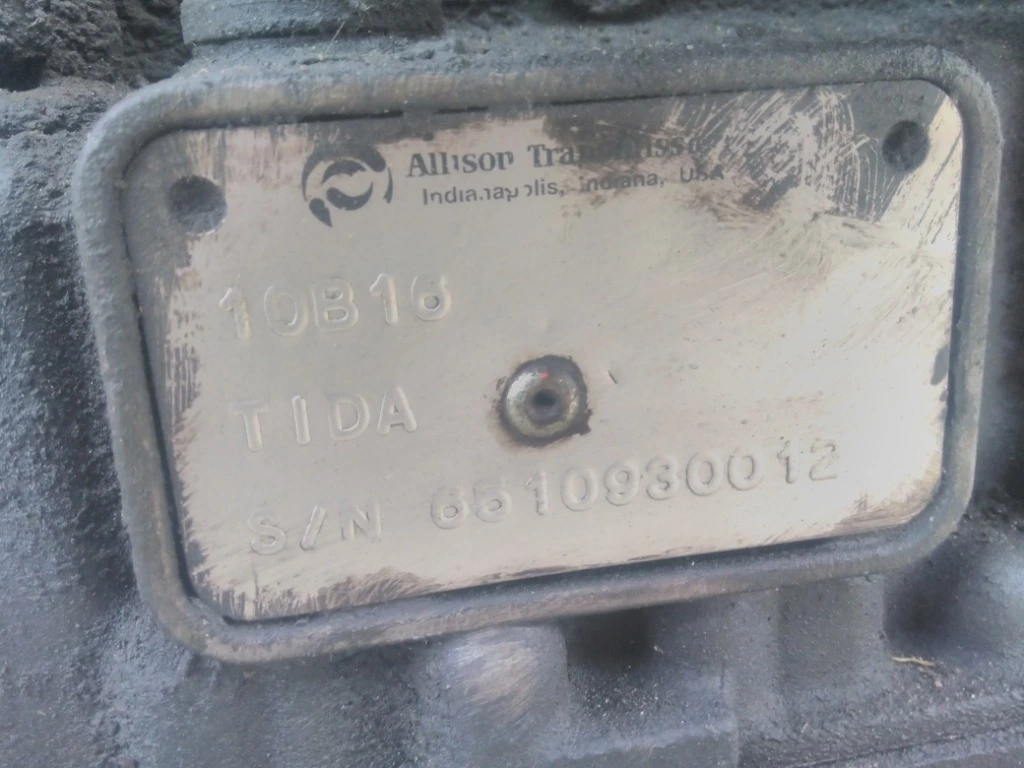 Allison Transmission
Indianapolis, Indiana, USA
10B16
TIDA
S/N 6510930012